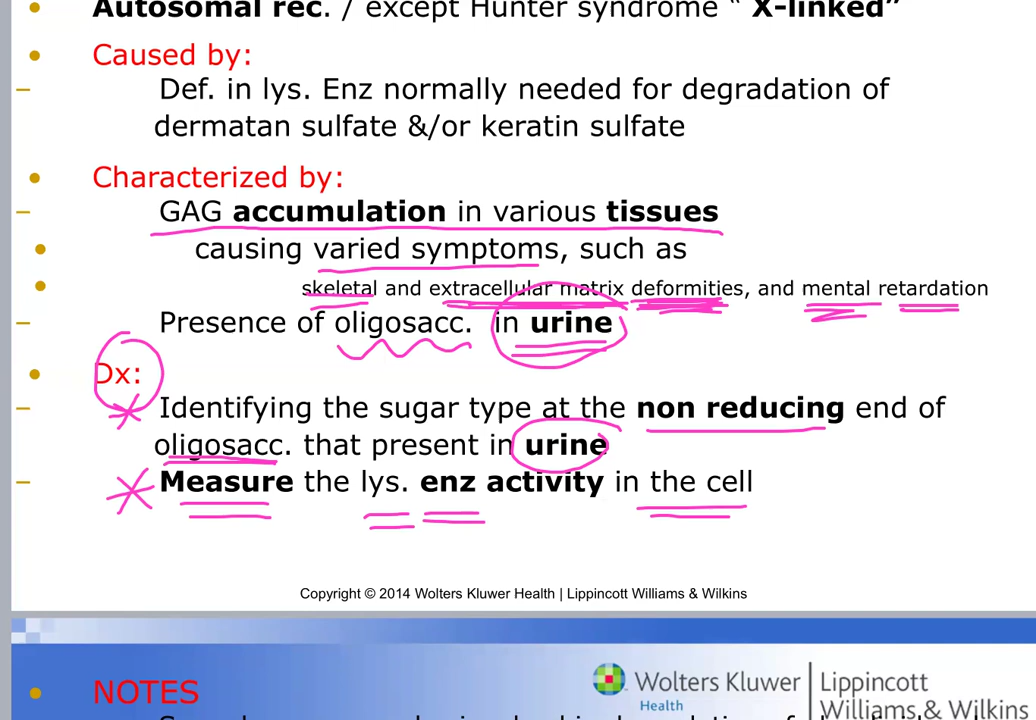 Autosomal rec. / except Hunter syndrome “ X-linked”
Caused by:
Def. in lys. Enz normally needed for degradation of
dermatan sulfate &/or keratin sulfate
Characterized by:
GAG accumulation in various tissues
causing varied symptoms, such as
skeletal and extracellular matrix deformities, and mental retardation
Presence of oligosacc. in urine
Dx:
Identifying the sugar type at the non reducing end of
oligosacc. that present in urine
Measure the lys. enz activity in the cell
Copyright © 2014 Wolters Kluwer Health | Lippincott Williams & Wilkins
NOTES
Wolters Kluwer
Health
Lippincott
Williams & Wilkins